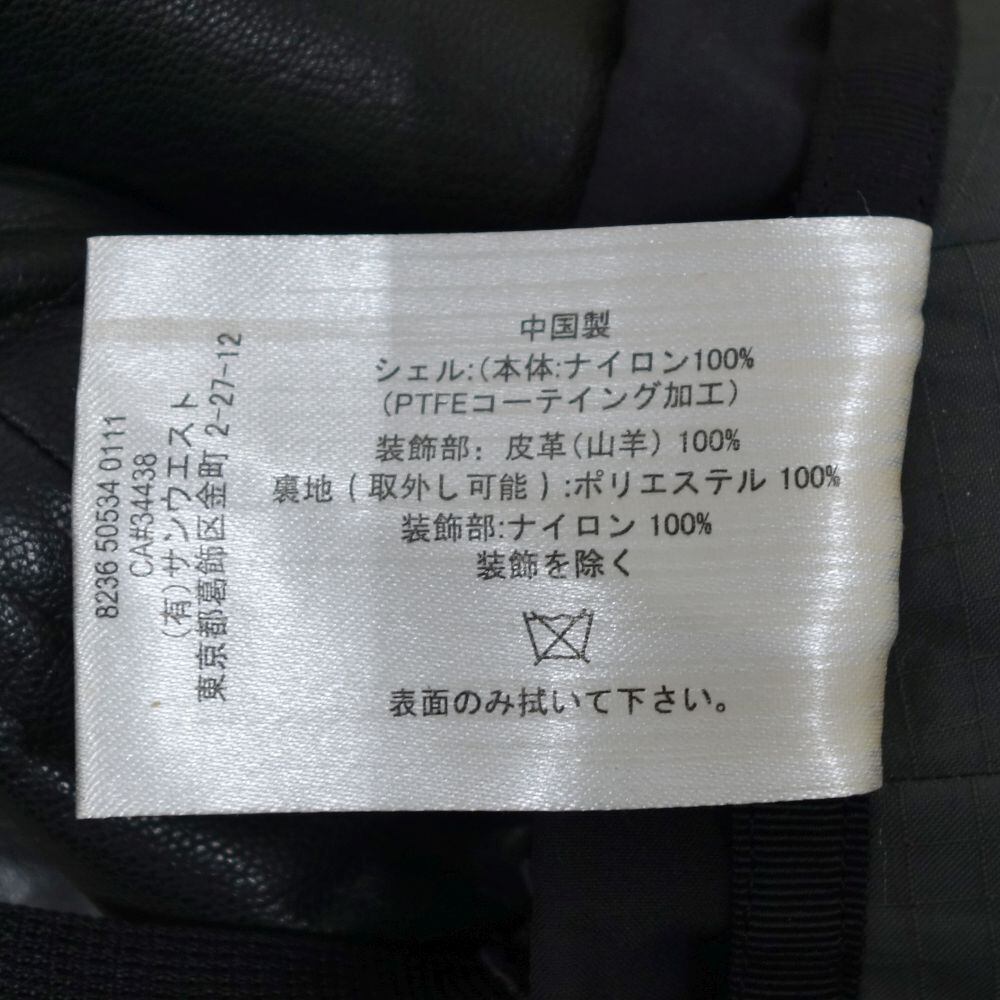 中国製
シェル:(本体:ナイロン100%
(PTFEコーテイング加工)
装飾部: 皮革(山羊) 100%
裏地(取外し可能):ポリエステル 100%
装飾部:ナイロン 100%
装飾を除く
表面のみ拭いて下さい。
8236 505534 0111
CA#34438
(有)サンウエスト
東京都葛飾区金町 2-27-12